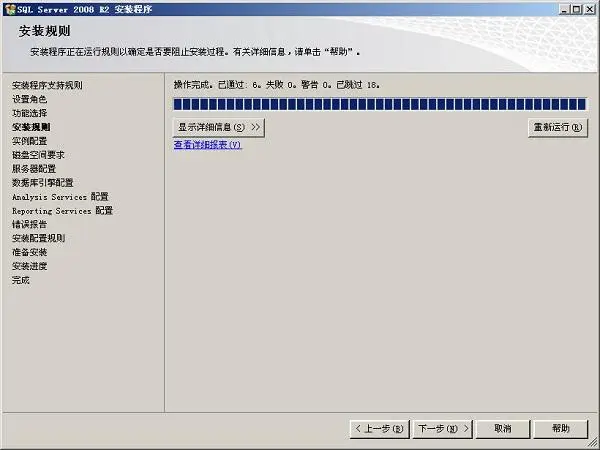 SQL Server 2008 R2 安装程序
安装规则
安装程序正在运行规则以确定是否要阻止安装过程。有关详细信息，请单击“帮助”。
安装程序支持规则
设置角色
功能选择
安装规则
实例配置
磁盘空间要求
服务器配置
数据库引擎配置
Analysis Services 配置
Reporting Services 配置
错误报告
安装配置规则
准备安装
安装进度
完成
操作完成。已通过: 6。失败 0。警告 0。已跳过 18。
显示详细信息(S) >>
重新运行(R)
查看详细报表(V)
< 上一步(B)
下一步(N) >
取消
帮助